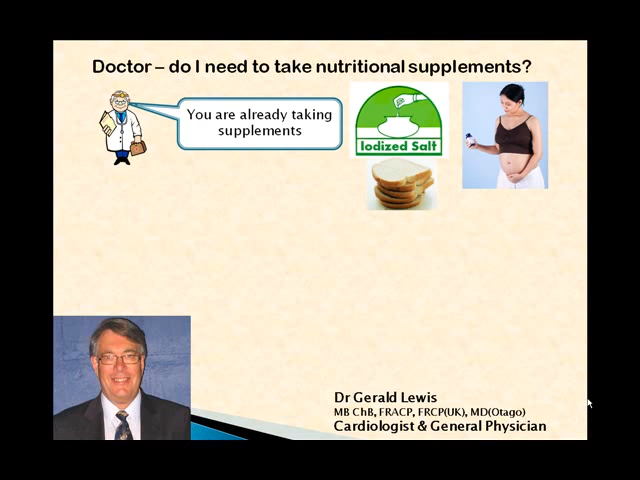 Doctor – do I need to take nutritional supplements?
You are already taking
supplements
Iodized Salt
Dr Gerald Lewis
MB ChB, FRACP, FRCP(UK), MD(Otago)
Cardiologist & General Physician